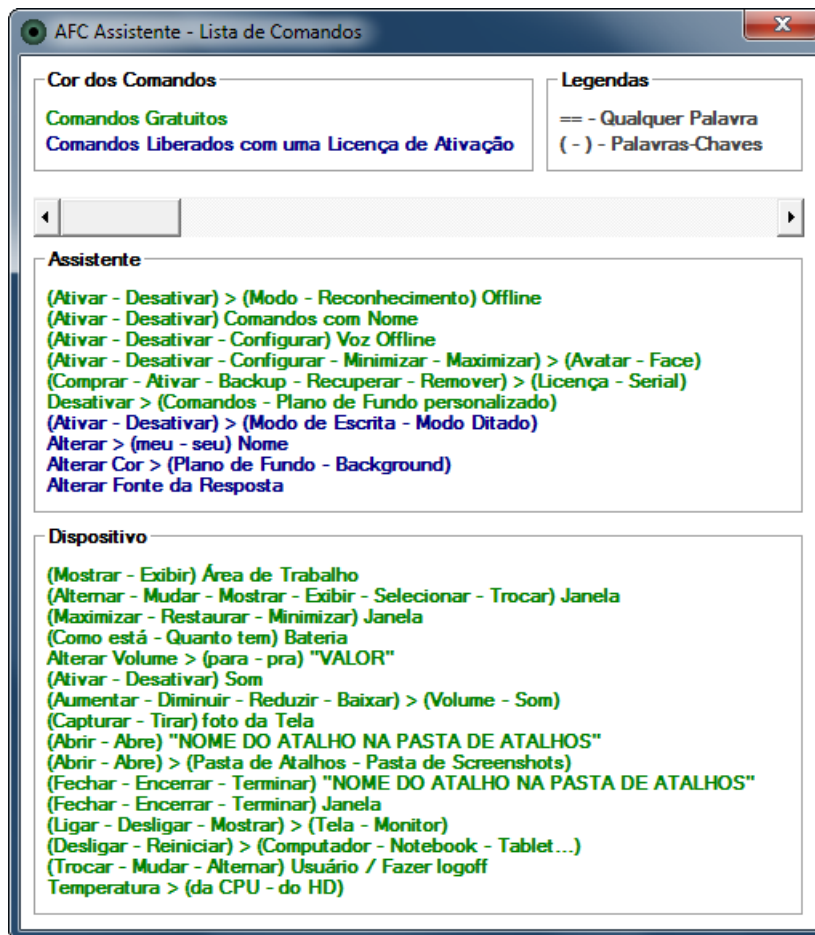 AFC Assistente - Lista de Comandos
Cor dos Comandos
Comandos Gratuitos
Comandos Liberados com uma Licença de Ativação
Legendas
== - Qualquer Palavra
( - ) - Palavras-Chaves
Assistente
(Ativar - Desativar) > (Modo - Reconhecimento) Offline
(Ativar - Desativar) Comandos com Nome
(Ativar - Desativar - Configurar) Voz Offline
(Ativar - Desativar - Configurar - Minimizar - Maximizar) > (Avatar - Face)
(Comprar - Ativar - Backup - Recuperar - Remover) > (Licença - Serial)
Desativar > (Comandos - Plano de Fundo personalizado)
(Ativar - Desativar) > (Modo de Escrita - Modo Ditado)
Alterar > (meu - seu) Nome
Alterar Cor > (Plano de Fundo - Background)
Alterar Fonte da Resposta
Dispositivo
(Mostrar - Exibir) Área de Trabalho
(Alternar - Mudar - Mostrar - Exibir - Selecionar - Trocar) Janela
(Maximizar - Restaurar - Minimizar) Janela
(Como está - Quanto tem) Bateria
Alterar Volume > (para - pra) "VALOR"
(Ativar - Desativar) Som
(Aumentar - Diminuir - Reduzir - Baixar) > (Volume - Som)
(Capturar - Tirar) foto da Tela
(Abrir - Abre) "NOME DO ATALHO NA PASTA DE ATALHOS"
(Abrir - Abre) > (Pasta de Atalhos - Pasta de Screenshots)
(Fechar - Encerrar - Terminar) "NOME DO ATALHO NA PASTA DE ATALHOS"
(Fechar - Encerrar - Terminar) Janela
(Ligar - Desligar - Mostrar) > (Tela - Monitor)
(Desligar - Reiniciar) > (Computador - Notebook - Tablet...)
(Trocar - Mudar - Alternar) Usuário / Fazer logoff
Temperatura > (da CPU - do HD)